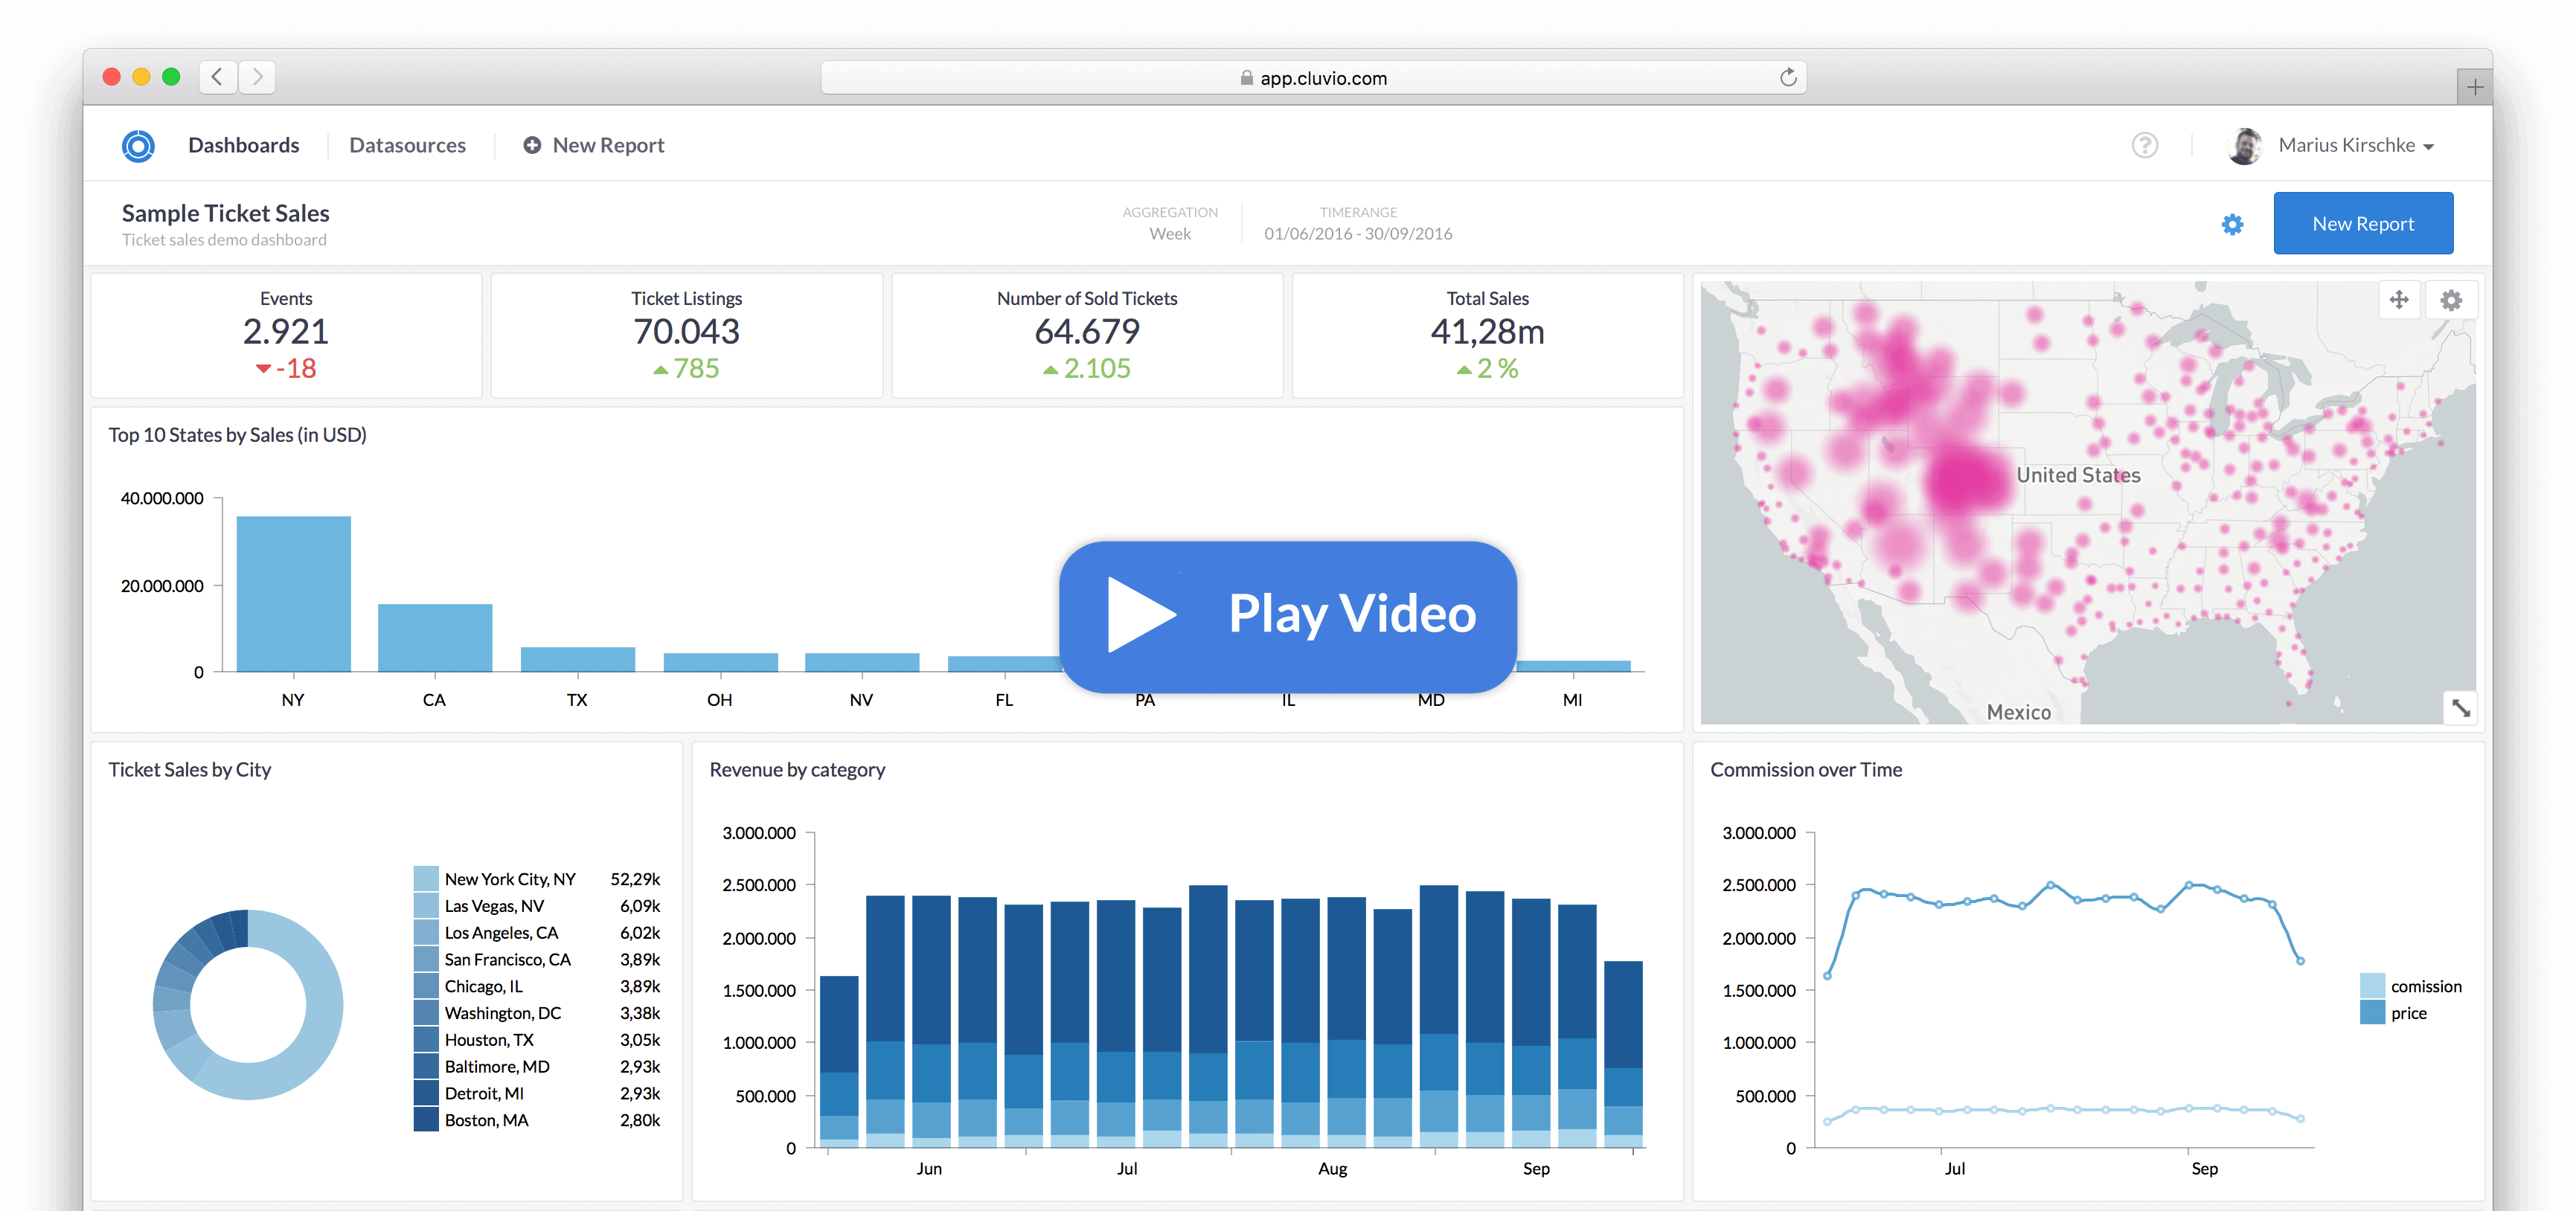 app.cluvio.com
Dashboards
Datasources
New Report
?
Marius Kirschke
Sample Ticket Sales
Ticket sales demo dashboard
AGGREGATION
Week
TIMERANGE
01/06/2016 - 30/09/2016
New Report
Events
2.921
-18
Ticket Listings
70.043
785
Number of Sold Tickets
64.679
2.105
Total Sales
41,28m
2 %
Top 10 States by Sales (in USD)
40.000.000
20.000.000
0
NY
CA
TX
OH
NV
FL
PA
IL
MD
MI
Play Video
United States
Mexico
Ticket Sales by City
New York City, NY 52,29k
Las Vegas, NV 6,09k
Los Angeles, CA 6,02k
San Francisco, CA 3,89k
Chicago, IL 3,89k
Washington, DC 3,38k
Houston, TX 3,05k
Baltimore, MD 2,93k
Detroit, MI 2,93k
Boston, MA 2,80k
Revenue by category
3.000.000
2.500.000
2.000.000
1.500.000
1.000.000
500.000
0
Jun
Jul
Aug
Sep
Commission over Time
3.000.000
2.500.000
2.000.000
1.500.000
1.000.000
500.000
0
Jul
Sep
comission
price